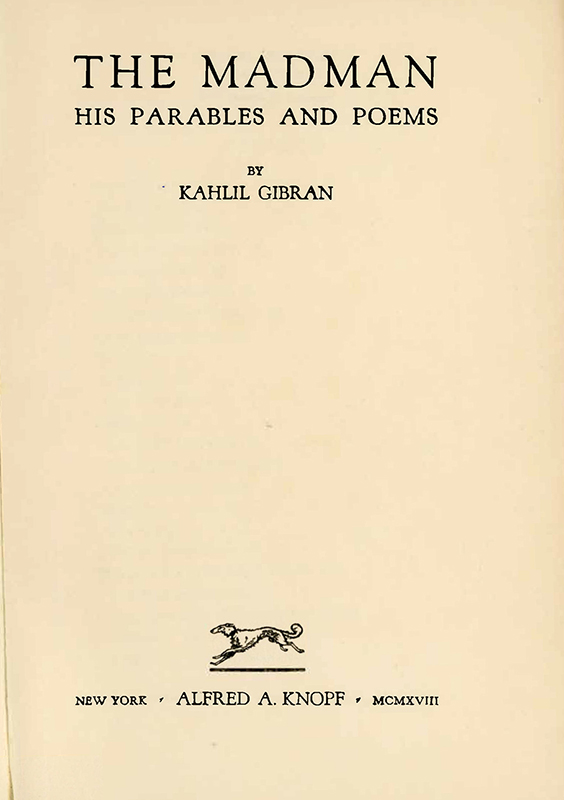 THE MADMAN
HIS PARABLES AND POEMS
BY
KAHLIL GIBRAN
NEW YORK · ALFRED A. KNOPF · MCMXVIII